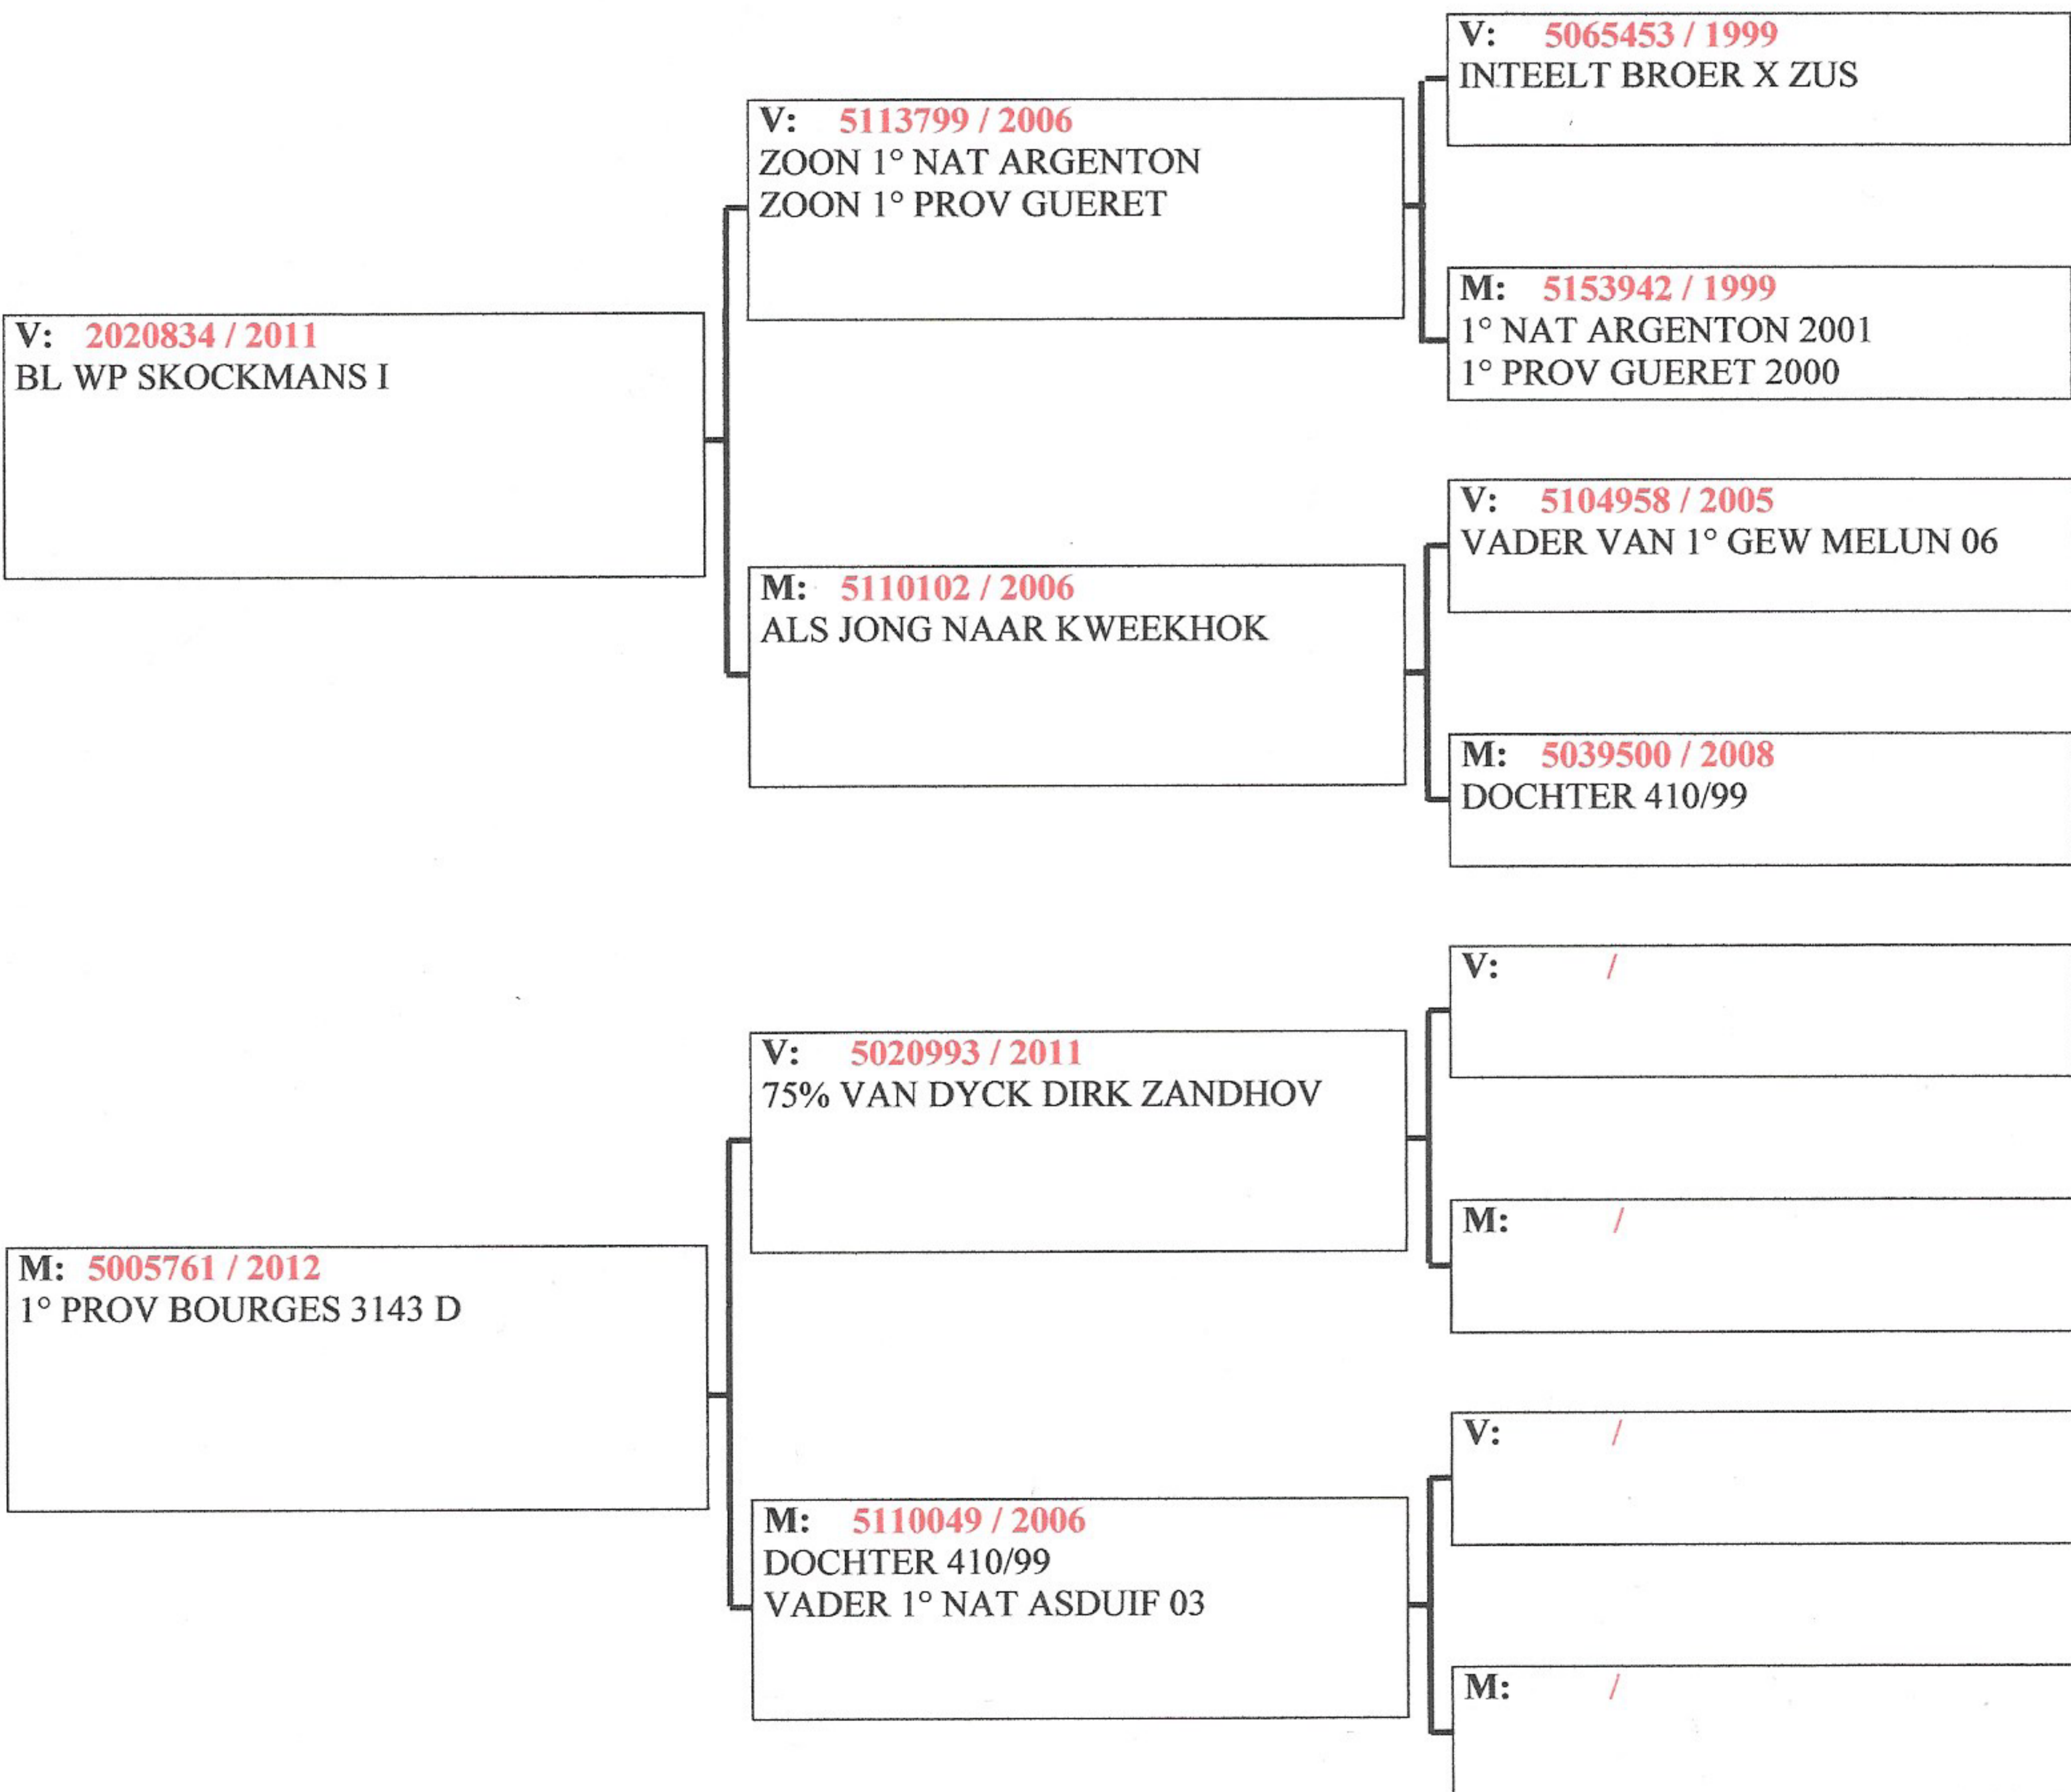 V: 2020834 / 2011
BL WP SKOCKMANS I
V: 5113799 / 2006
ZOON 1° NAT ARGENTON
ZOON 1° PROV GUERET
M: 5110102 / 2006
ALS JONG NAAR KWEEKHOK
V: 5065453 / 1999
INTEELT BROER X ZUS
M: 5153942 / 1999
1° NAT ARGENTON 2001
1° PROV GUERET 2000
V: 5104958 / 2005
VADER VAN 1° GEW MELUN 06
M: 5039500 / 2008
DOCHTER 410/99
M: 5005761 / 2012
1° PROV BOURGES 3143 D
V: 5020993 / 2011
75% VAN DYCK DIRK ZANDHOV
M: 5110049 / 2006
DOCHTER 410/99
VADER 1° NAT ASDUIF 03
V: /
M: /
V: /
M: /